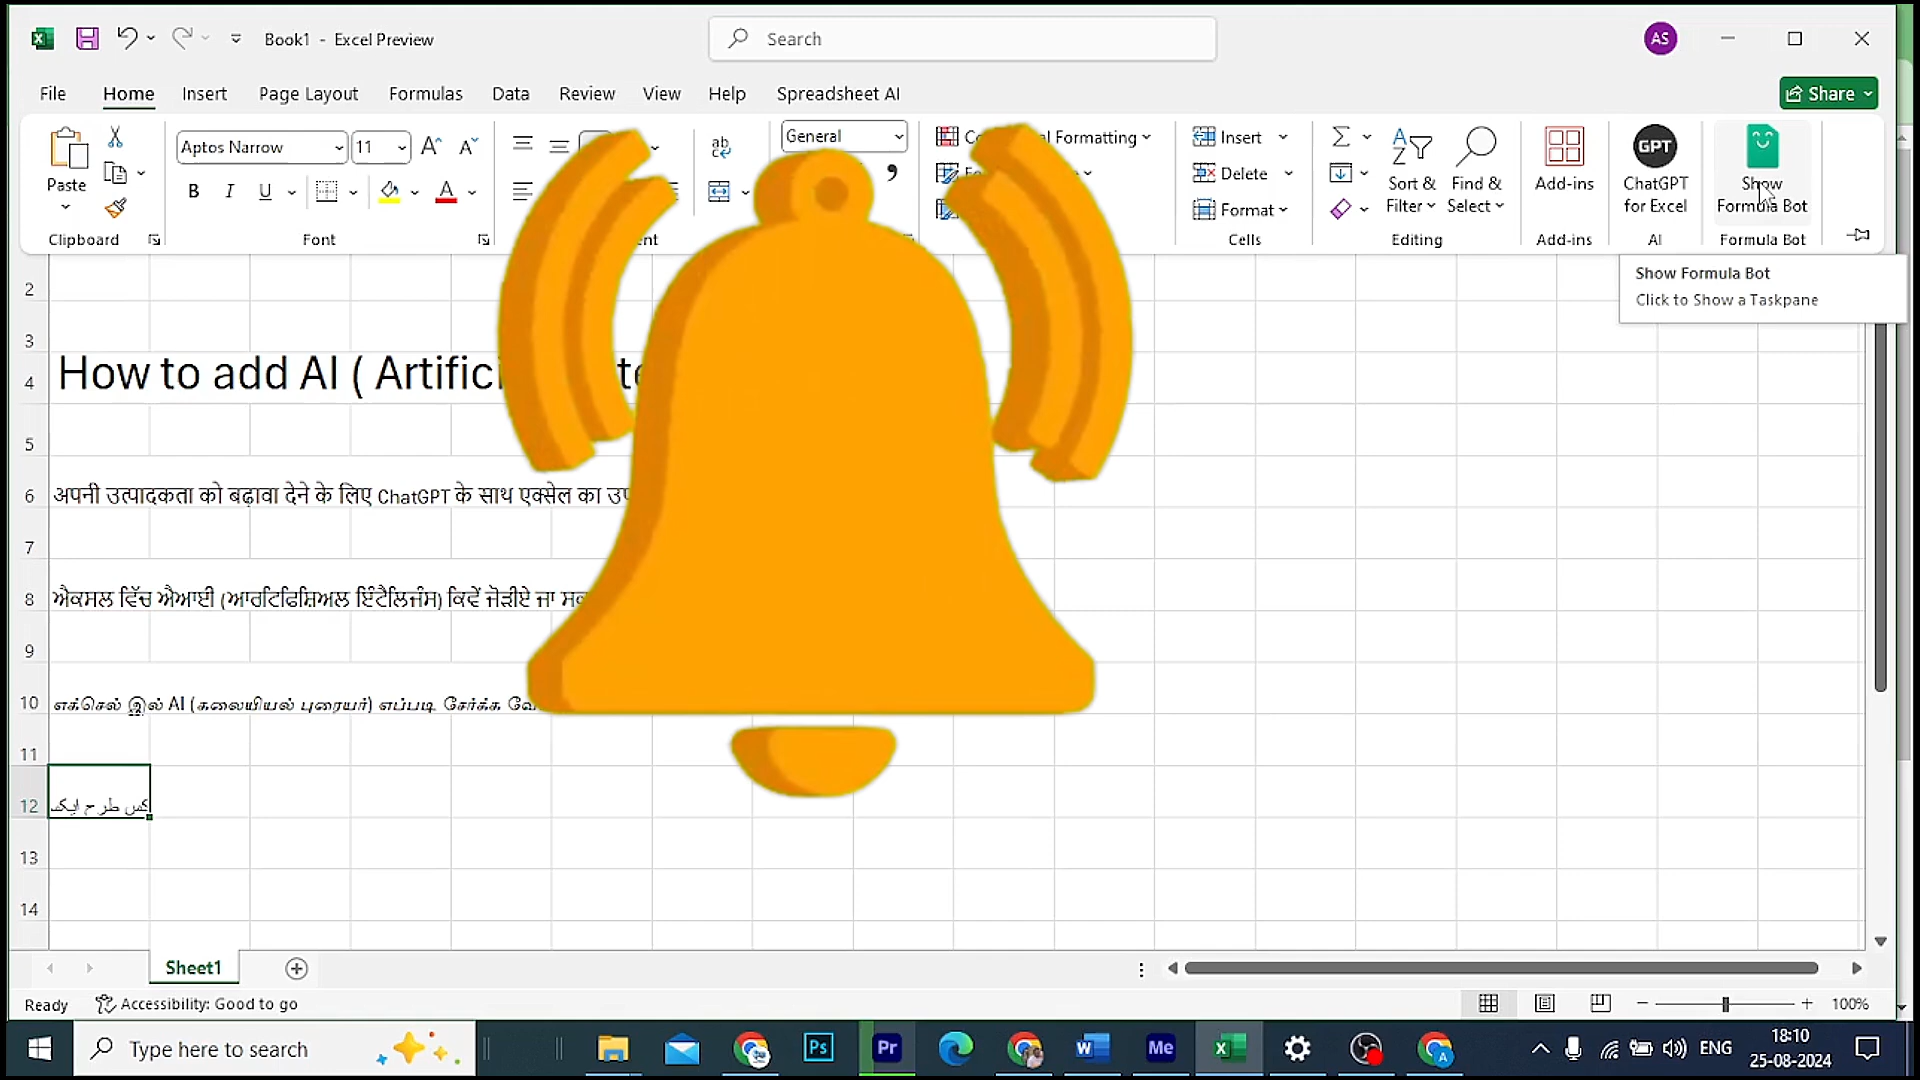 Book1 - Excel Preview
Search
AS
File Home Insert Page Layout Formulas Data Review View Help Spreadsheet AI
Share
Aptos Narrow 11
General
Formatting
Insert
Delete
Format
Paste
B I U
Sort & Filter
Find & Select
Add-ins
GPT
ChatGPT for Excel
Show Formula Bot
Clipboard
Font
Cells
Editing
Add-ins
AI
Formula Bot
Show Formula Bot
Click to Show a Taskpane
2
3
4 How to add AI (
5
6 अपनी उत्पादकता को बढ़ावा देने के लिए ChatGPT के साथ एक्सेल का
7
8 ਐਕਸਲ ਵਿੱਚ ਐਆਈ (ਆਰਟਿਫਿਸ਼ਿਅਲ ਇੰਟੈਲਿਜੰਸ) ਕਿਵੇਂ ਜੋੜੀਏ ਜਾ
9
10 எக்செல் இல் AI (கலையியல் புரையர்) எப்படி சேர்க்க
11
12 کس طرح
13
14
Sheet1
Ready
Accessibility: Good to go
100%
Type here to search
Ps
Pr
W
Me
X
A
ENG
18:10
25-08-2024